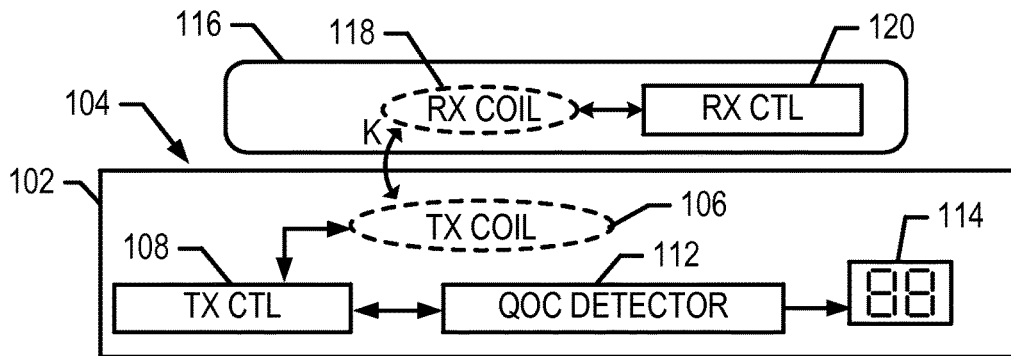 116
118
120
RX COIL
RX CTL
104
K
102
TX COIL
106
108
112
114
TX CTL
QOC DETECTOR
88